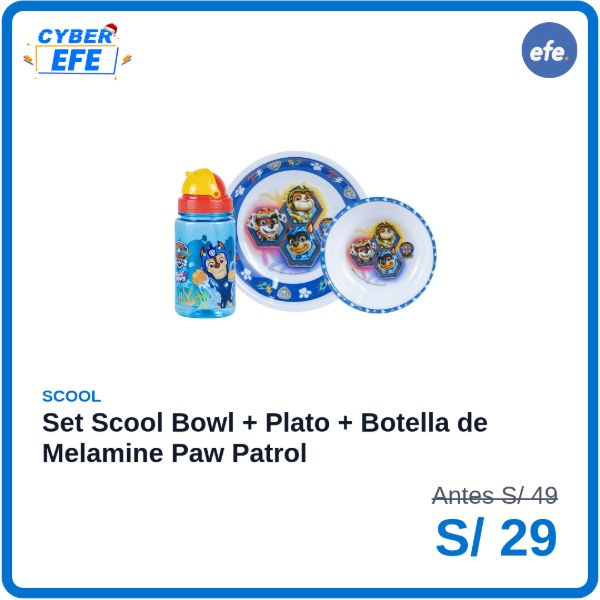 CYBER
EFE
efe.
SCOOL
Set Scool Bowl + Plato + Botella de
Melamine Paw Patrol
Antes S/ 49
S/ 29